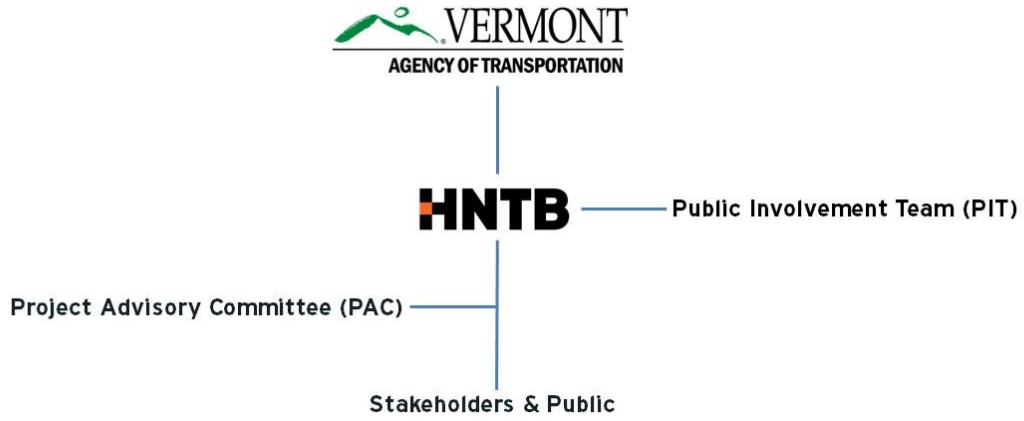 VERMONT
AGENCY OF TRANSPORTATION
HNTB
Public Involvement Team (PIT)
Project Advisory Committee (PAC)
Stakeholders & Public